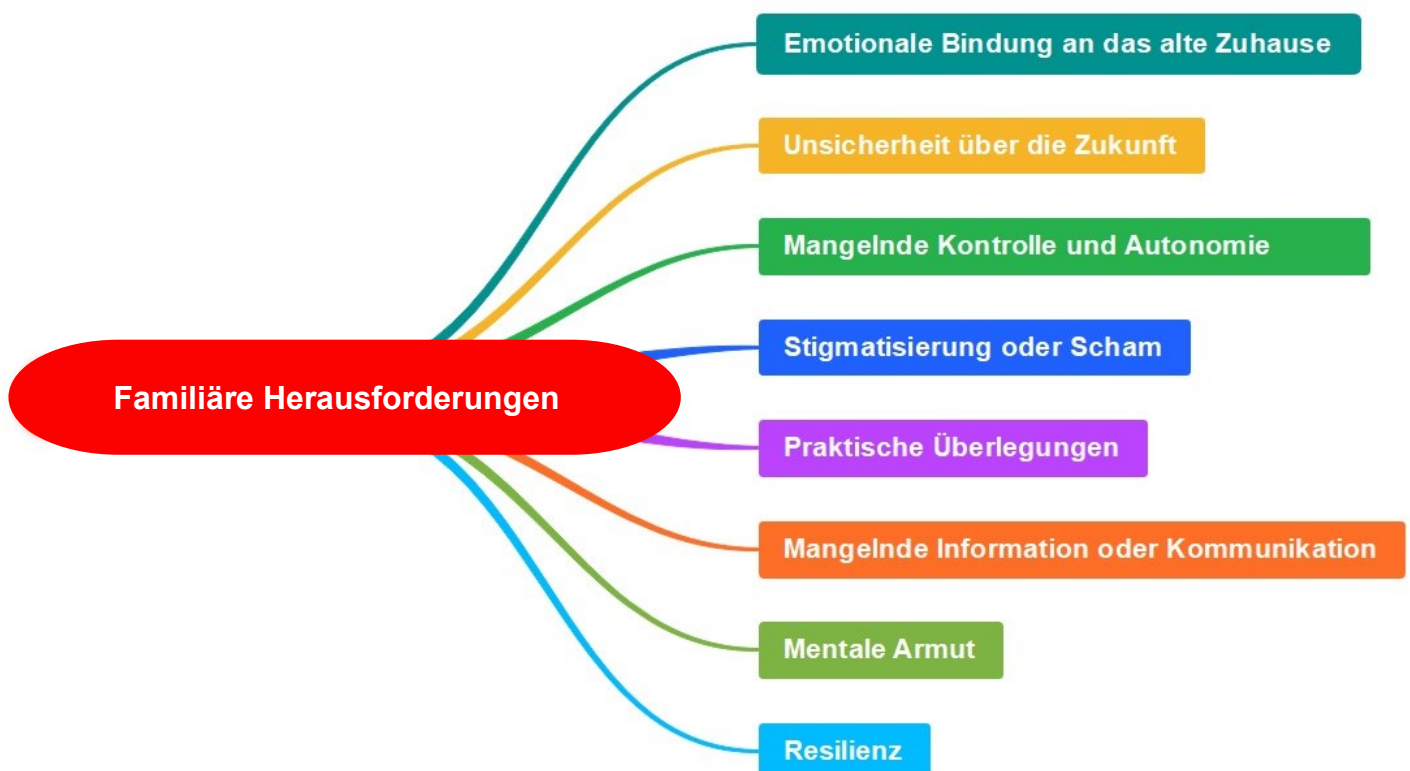 Emotionale Bindung an das alte Zuhause
Unsicherheit über die Zukunft
Mangelnde Kontrolle und Autonomie
Stigmatisierung oder Scham
Familiäre Herausforderungen
Praktische Überlegungen
Mangelnde Information oder Kommunikation
Mentale Armut
Resilienz